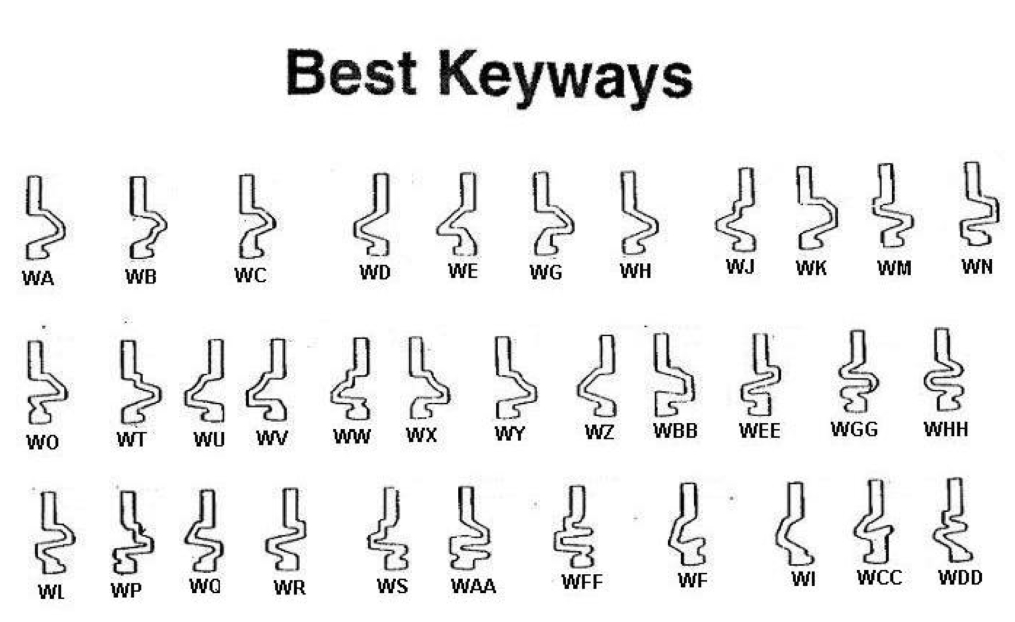 Best Keyways
WA WB WC WD WE WG WH WJ WK WM WN
WO WT WU WV WW WX WY WZ WBB WEE WGG WHH
WL WP WQ WR WS WAA WFF WF WI WCC WDD